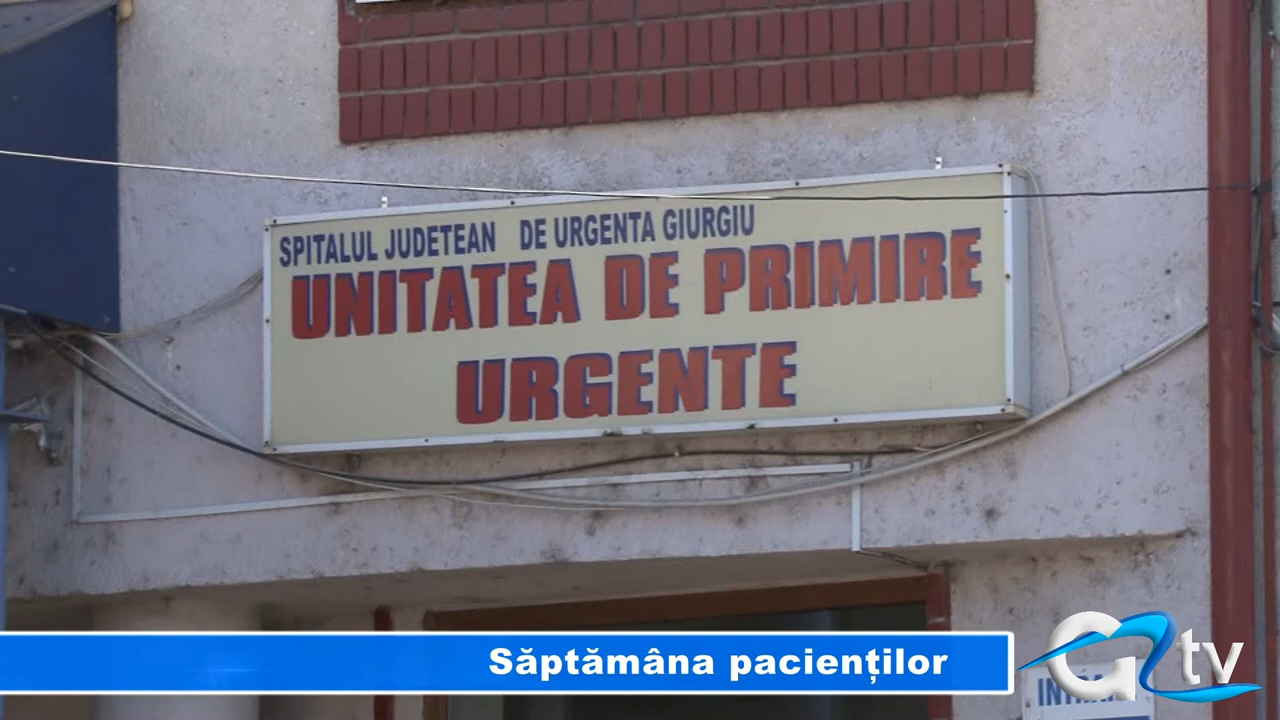 SPITALUL JUDETEAN DE URGENTA GIURGIU
UNITATEA DE PRIMIRE
URGENTE
Săptămâna pacienților
G tv